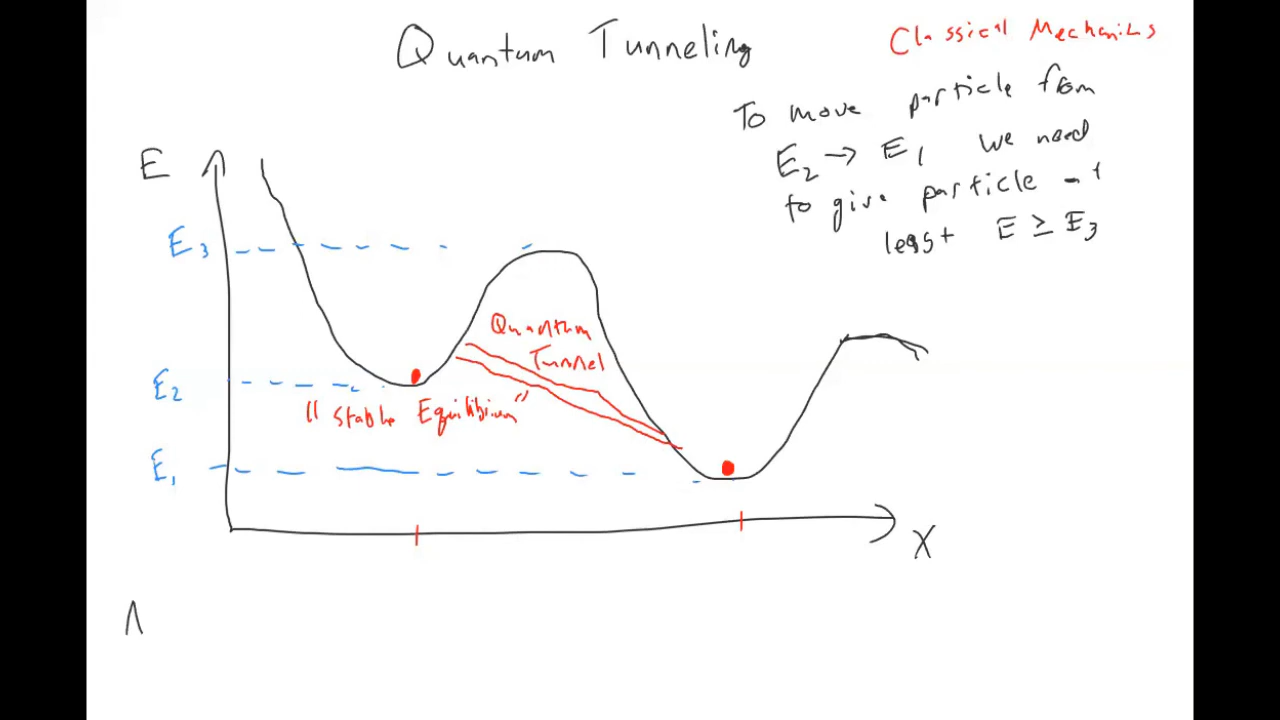 Quantum Tunneling
Classical Mechanics
To move particle from
E₂ → E₁ we need
to give particle at
least E ≥ E₃
E
E₃
Quantum
Tunnel
E₂
"Stable Equilibrium"
E₁
X